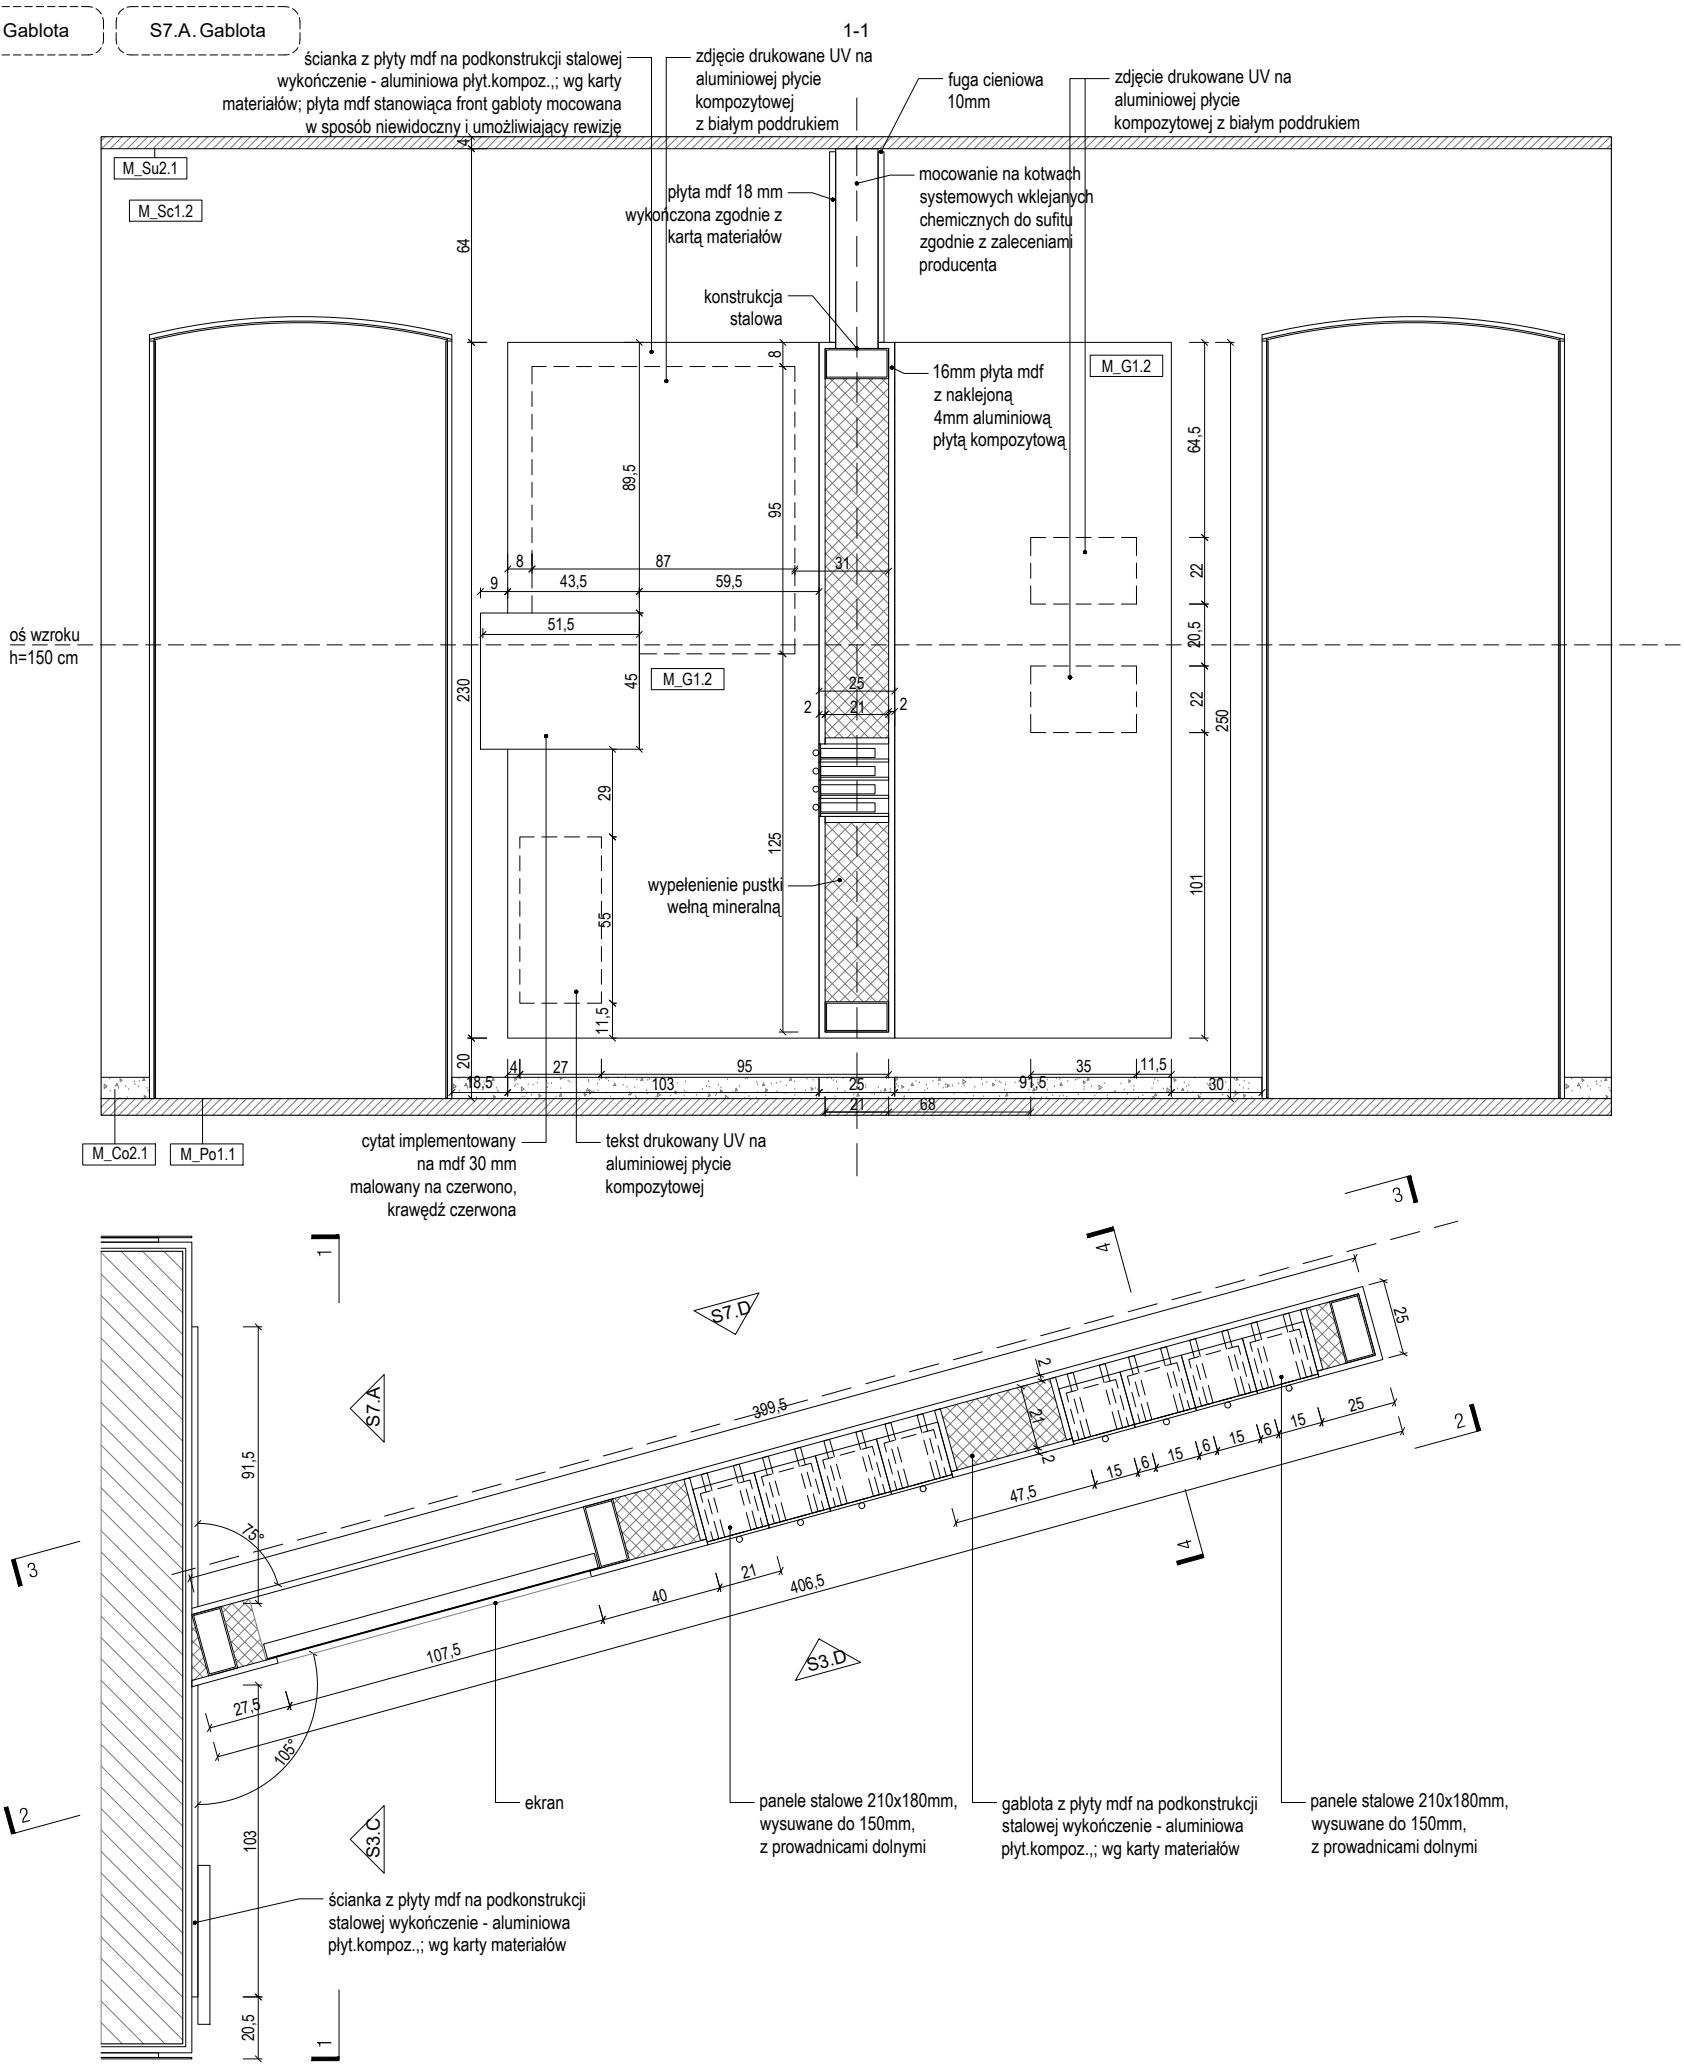 Gablota
S7.A. Gablota
1-1
ścianka z płyty mdf na podkonstrukcji stalowej
wykończenie - aluminiowa płyt.kompoz.,; wg karty
materiałów; płyta mdf stanowiąca front gabloty mocowana
w sposób niewidoczny i umożliwiający rewizję
zdjęcie drukowane UV na
aluminiowej płycie
kompozytowej
z białym poddrukiem
fuga cieniowa
10mm
zdjęcie drukowane UV na
aluminiowej płycie
kompozytowej z białym poddrukiem
M_Su2.1
M_Sc1.2
płyta mdf 18 mm
wykończona zgodnie z
kartą materiałów
mocowanie na kotwach
systemowych wklejanych
chemicznych do sufitu
zgodnie z zaleceniami
producenta
konstrukcja
stalowa
16mm płyta mdf
z naklejoną
4mm aluminiową
płytą kompozytową
M_G1.2
4
64
230
20
8
89,5
95
64,5
22
20,5
22
250
101
8
87
31
9
43,5
59,5
51,5
45
oś wzroku
h=150 cm
M_G1.2
25
2
21
2
29
125
55
11,5
wypełenienie pustki
wełną mineralną
4
27
95
35
11,5
18,5
103
25
91,5
30
21
68
M_Co2.1
M_Po1.1
cytat implementowany
na mdf 30 mm
malowany na czerwono,
krawędź czerwona
tekst drukowany UV na
aluminiowej płycie
kompozytowej
1
3
4
S7.D
S7.A
25
2
399,5
21
2
2
25
15
6
15
6
15
6
15
47,5
91,5
75°
3
4
21
40
406,5
107,5
S3.D
27,5
105°
2
ekran
panele stalowe 210x180mm,
wysuwane do 150mm,
z prowadnicami dolnymi
gablota z płyty mdf na podkonstrukcji
stalowej wykończenie - aluminiowa
płyt.kompoz.,; wg karty materiałów
panele stalowe 210x180mm,
wysuwane do 150mm,
z prowadnicami dolnymi
S3.C
103
ścianka z płyty mdf na podkonstrukcji
stalowej wykończenie - aluminiowa
płyt.kompoz.,; wg karty materiałów
20,5
1